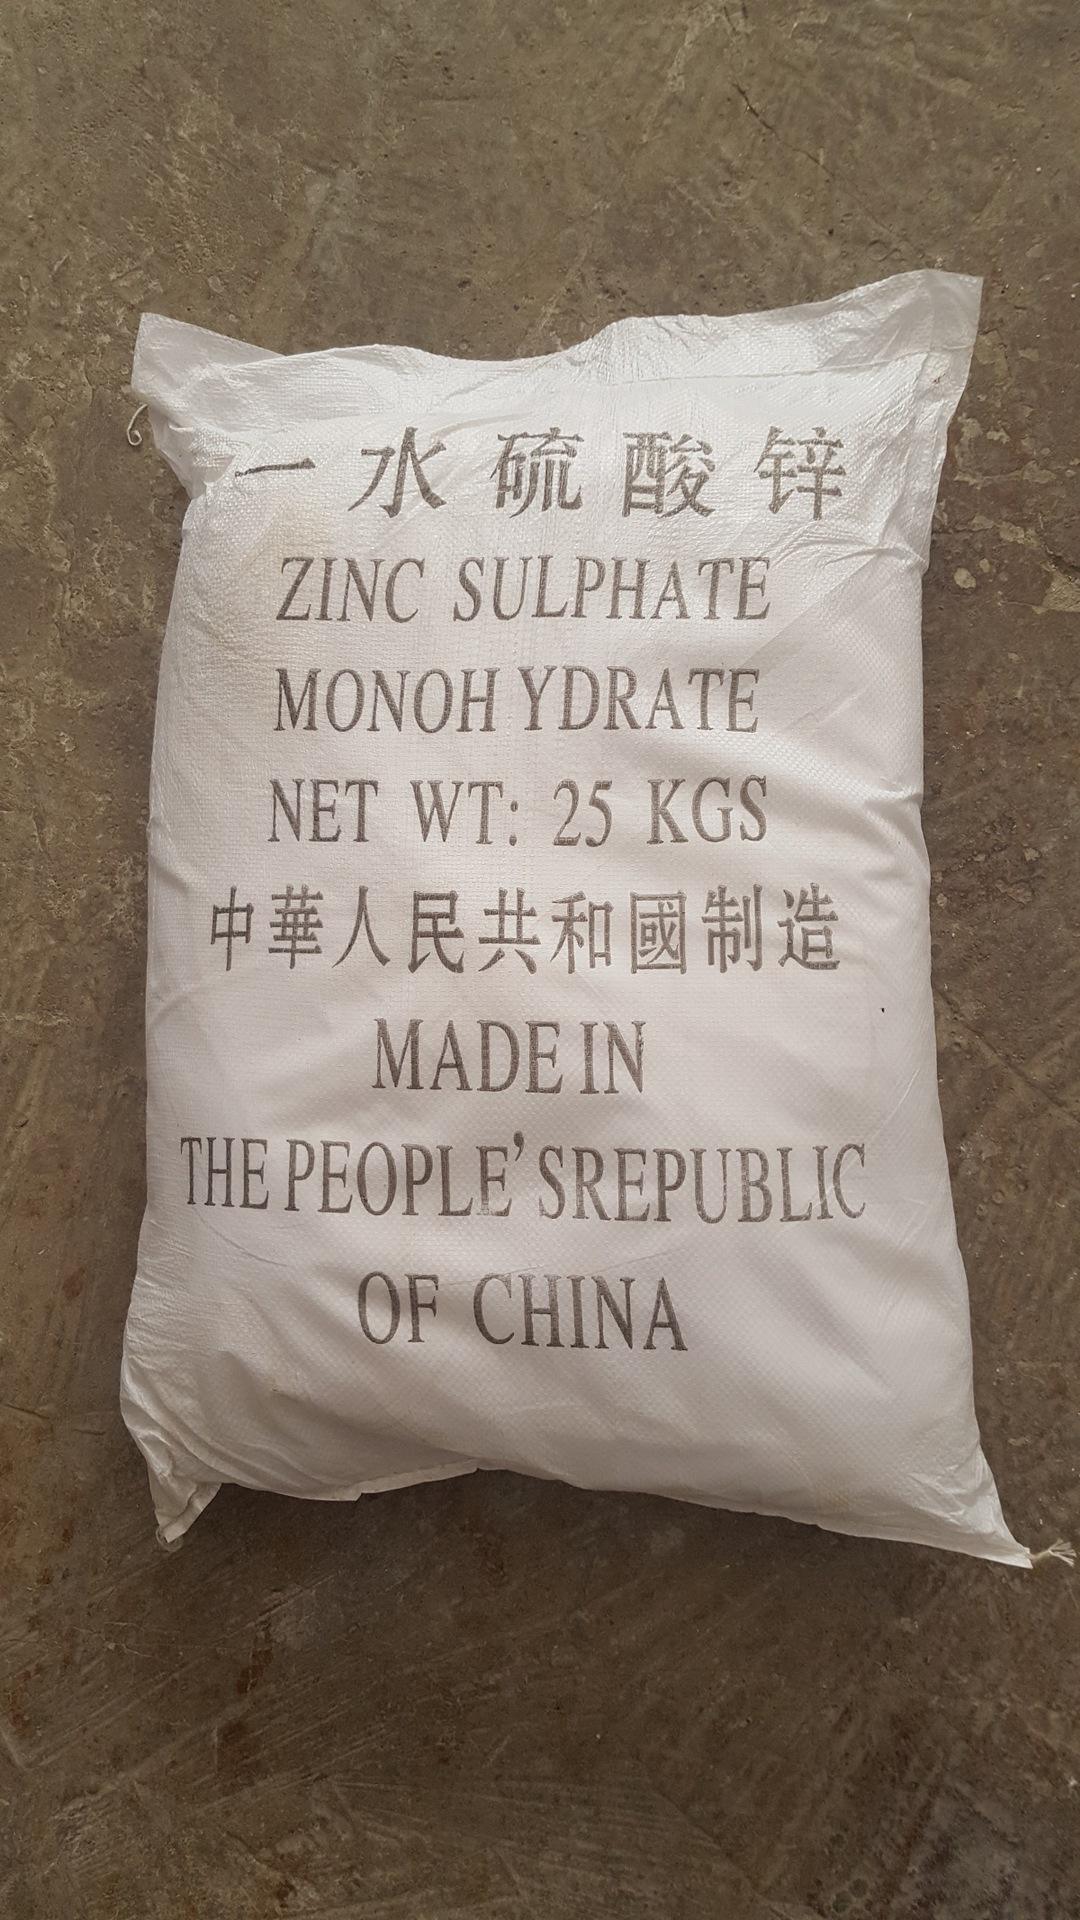 一水硫酸锌
ZINC SULPHATE
MONOH YDRATE
NET WT: 25 KGS
中華人民共和國制造
MADE IN
THE PEOPLE'SREPUBLIC
OF CHINA